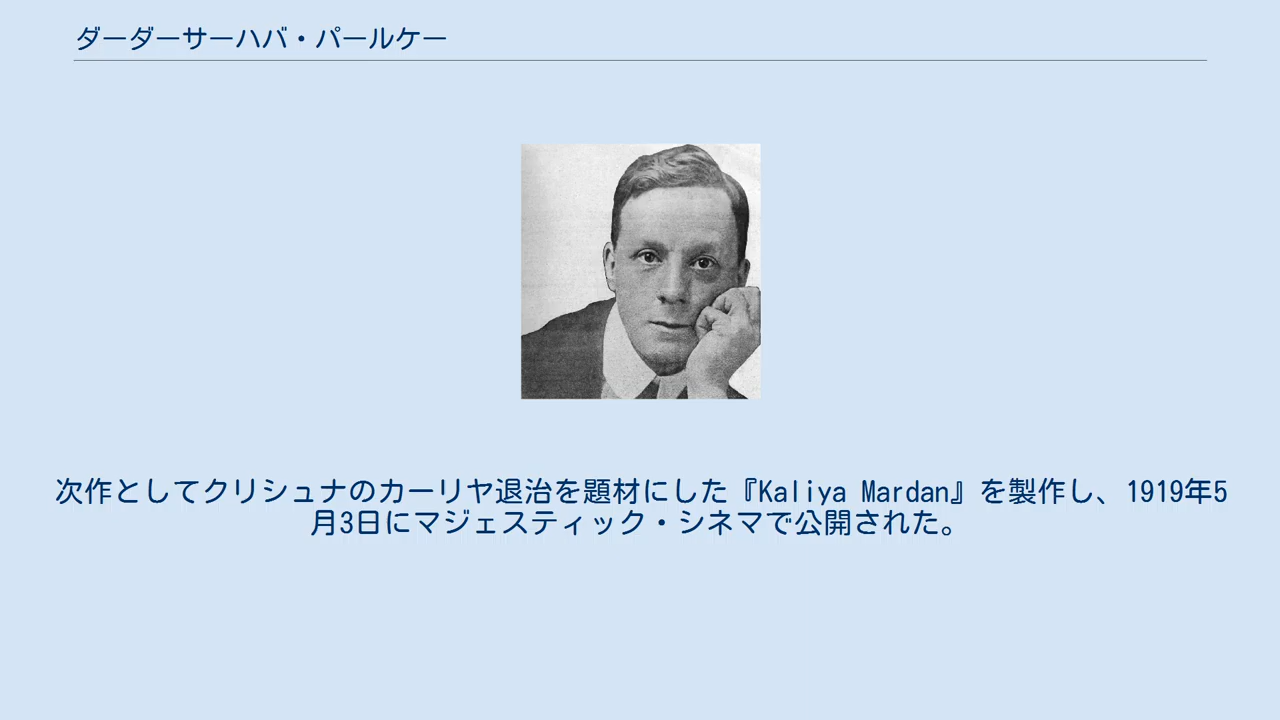 ダーダーサーハバ・パールケー
次作としてクリシュナのカーリヤ退治を題材にした『Kaliya Mardan』を製作し、1919年5
月3日にマジェスティック・シネマで公開された。